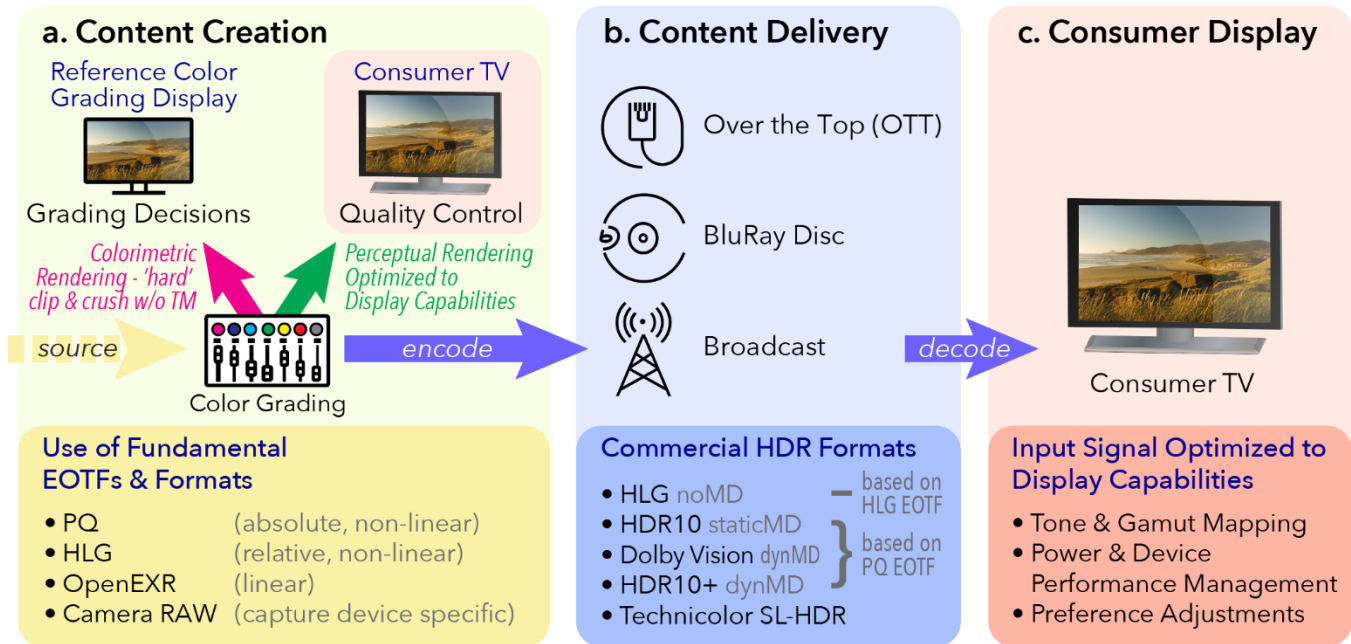 a. Content Creation
Reference Color
Grading Display
Consumer TV
Grading Decisions
Quality Control
Colorimetric
Rendering - 'hard'
clip & crush w/o TM
Perceptual Rendering
Optimized to
Display Capabilities
source
encode
Color Grading
Use of Fundamental
EOTFs & Formats
• PQ (absolute, non-linear)
• HLG (relative, non-linear)
• OpenEXR (linear)
• Camera RAW (capture device specific)
b. Content Delivery
Over the Top (OTT)
BluRay Disc
Broadcast
decode
Commercial HDR Formats
• HLG noMD
• HDR10 staticMD
• Dolby Vision dynMD
• HDR10+ dynMD
• Technicolor SL-HDR
– based on
HLG EOTF
} based on
PQ EOTF
c. Consumer Display
Consumer TV
Input Signal Optimized to
Display Capabilities
• Tone & Gamut Mapping
• Power & Device
Performance Management
• Preference Adjustments